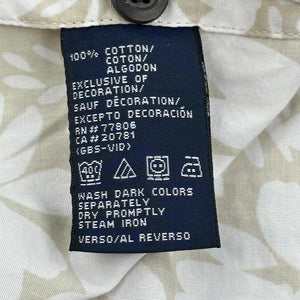 100% COTTON/
COTON/
ALGODON
EXCLUSIVE OF
DECORATION/
SAUF DÉCORATION/
EXCEPTO DECORACIÓN
RN#77806
CA#20781
(GBS-VID)
40
WASH DARK COLORS
SEPARATELY
DRY PROMPTLY
STEAM IRON
VERSO/AL REVERSO